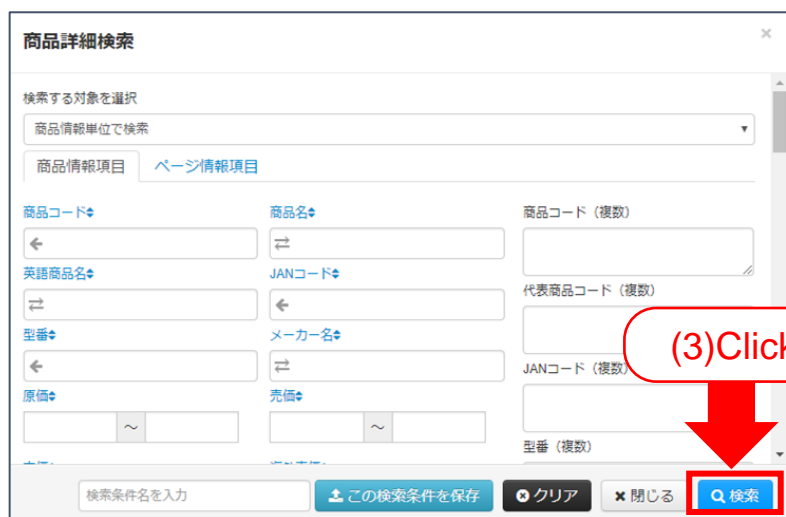 商品詳細検索
×
検索する対象を選択
商品情報単位で検索
商品情報項目 ページ情報項目
商品コード 商品名 商品コード（複数）
英語商品名 JANコード
代表商品コード（複数）
型番 メーカー名
(3)Click
JANコード（複数）
原価 売価
～ ～
型番（複数）
検索条件名を入力 この検索条件を保存 クリア ×閉じる 検索